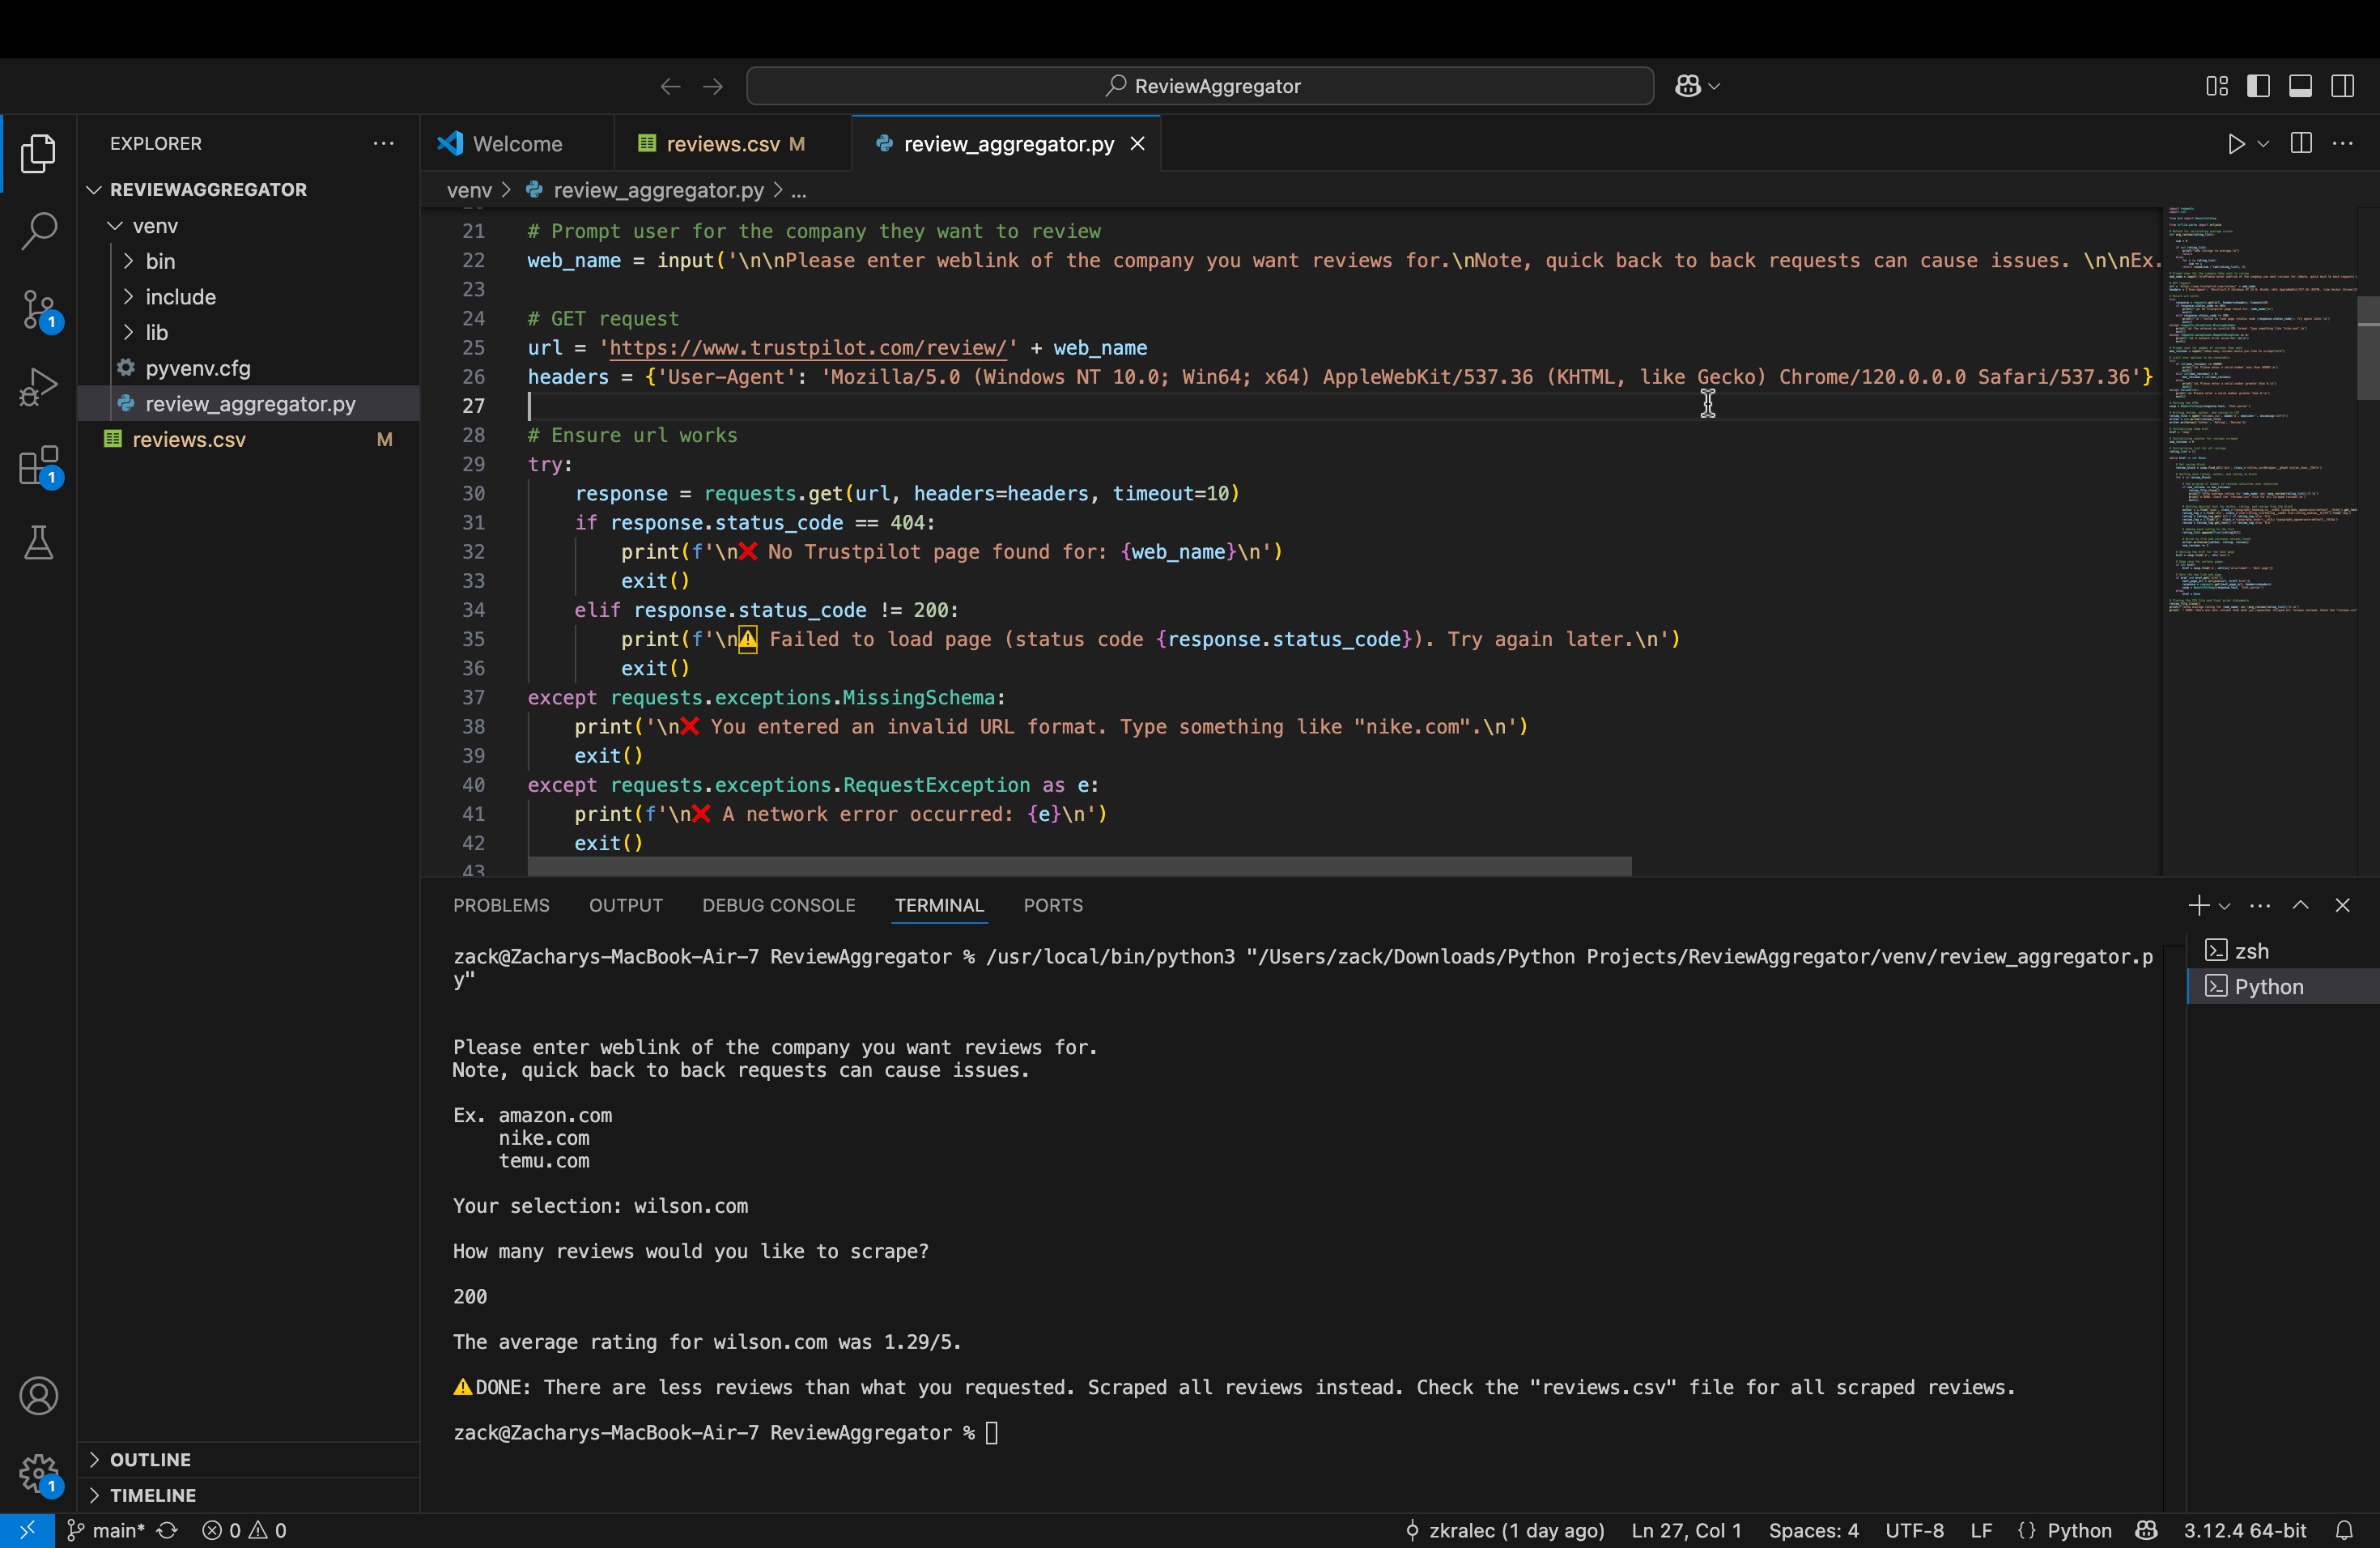 ReviewAggregator
EXPLORER
REVIEWAGGREGATOR
venv
bin
include
lib
pyvenv.cfg
review_aggregator.py
reviews.csv M
OUTLINE
TIMELINE
1
1
1
Welcome
reviews.csv M
review_aggregator.py
venv > review_aggregator.py > ...
21 # Prompt user for the company they want to review
22 web_name = input('\n\nPlease enter weblink of the company you want reviews for.\nNote, quick back to back requests can cause issues. \n\nEx.
23
24 # GET request
25 url = 'https://www.trustpilot.com/review/' + web_name
26 headers = {'User-Agent': 'Mozilla/5.0 (Windows NT 10.0; Win64; x64) AppleWebKit/537.36 (KHTML, like Gecko) Chrome/120.0.0.0 Safari/537.36'}
27
28 # Ensure url works
29 try:
30 response = requests.get(url, headers=headers, timeout=10)
31 if response.status_code == 404:
32 print(f'\n❌ No Trustpilot page found for: {web_name}\n')
33 exit()
34 elif response.status_code != 200:
35 print(f'\n⚠️ Failed to load page (status code {response.status_code}). Try again later.\n')
36 exit()
37 except requests.exceptions.MissingSchema:
38 print('\n❌ You entered an invalid URL format. Type something like "nike.com".\n')
39 exit()
40 except requests.exceptions.RequestException as e:
41 print(f'\n❌ A network error occurred: {e}\n')
42 exit()
43
PROBLEMS OUTPUT DEBUG CONSOLE TERMINAL PORTS
zsh
Python
zack@Zacharys-MacBook-Air-7 ReviewAggregator % /usr/local/bin/python3 "/Users/zack/Downloads/Python Projects/ReviewAggregator/venv/review_aggregator.p
y"
Please enter weblink of the company you want reviews for.
Note, quick back to back requests can cause issues.
Ex. amazon.com
nike.com
temu.com
Your selection: wilson.com
How many reviews would you like to scrape?
200
The average rating for wilson.com was 1.29/5.
⚠️DONE: There are less reviews than what you requested. Scraped all reviews instead. Check the "reviews.csv" file for all scraped reviews.
zack@Zacharys-MacBook-Air-7 ReviewAggregator %
main* 0 0 zkralec (1 day ago) Ln 27, Col 1 Spaces: 4 UTF-8 LF {} Python 3.12.4 64-bit